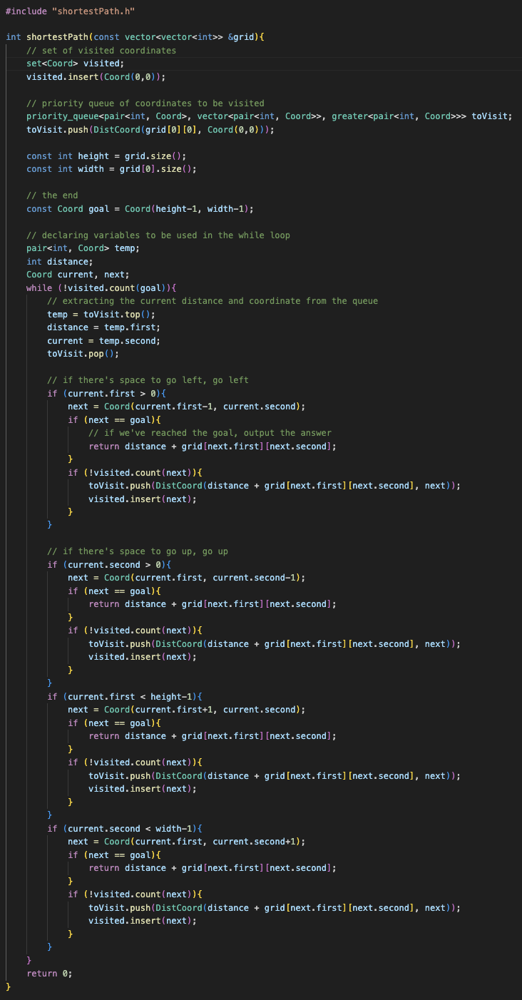 #include "shortestPath.h"
int shortestPath(const vector<vector<int>> &grid){
// set of visited coordinates
set<Coord> visited;
visited.insert(Coord(0,0));
// priority queue of coordinates to be visited
priority_queue<pair<int, Coord>, vector<pair<int, Coord>>, greater<pair<int, Coord>>> toVisit;
toVisit.push(DistCoord(grid[0][0], Coord(0,0)));
const int height = grid.size();
const int width = grid[0].size();
// the end
const Coord goal = Coord(height-1, width-1);
// declaring variables to be used in the while loop
pair<int, Coord> temp;
int distance;
Coord current, next;
while (!visited.count(goal)){
// extracting the current distance and coordinate from the queue
temp = toVisit.top();
distance = temp.first;
current = temp.second;
toVisit.pop();
// if there's space to go left, go left
if (current.first > 0){
next = Coord(current.first-1, current.second);
if (next == goal){
// if we've reached the goal, output the answer
return distance + grid[next.first][next.second];
}
if (!visited.count(next)){
toVisit.push(DistCoord(distance + grid[next.first][next.second], next));
visited.insert(next);
}
}
// if there's space to go up, go up
if (current.second > 0){
next = Coord(current.first, current.second-1);
if (next == goal){
return distance + grid[next.first][next.second];
}
if (!visited.count(next)){
toVisit.push(DistCoord(distance + grid[next.first][next.second], next));
visited.insert(next);
}
}
if (current.first < height-1){
next = Coord(current.first+1, current.second);
if (next == goal){
return distance + grid[next.first][next.second];
}
if (!visited.count(next)){
toVisit.push(DistCoord(distance + grid[next.first][next.second], next));
visited.insert(next);
}
}
if (current.second < width-1){
next = Coord(current.first, current.second+1);
if (next == goal){
return distance + grid[next.first][next.second];
}
if (!visited.count(next)){
toVisit.push(DistCoord(distance + grid[next.first][next.second], next));
visited.insert(next);
}
}
}
return 0;
}